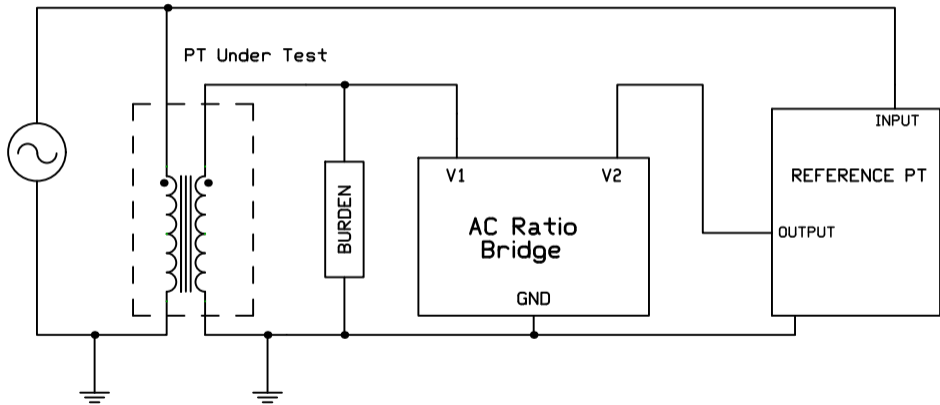 PT Under Test
INPUT
V1
V2
REFERENCE PT
BURDEN
AC Ratio
Bridge
OUTPUT
GND